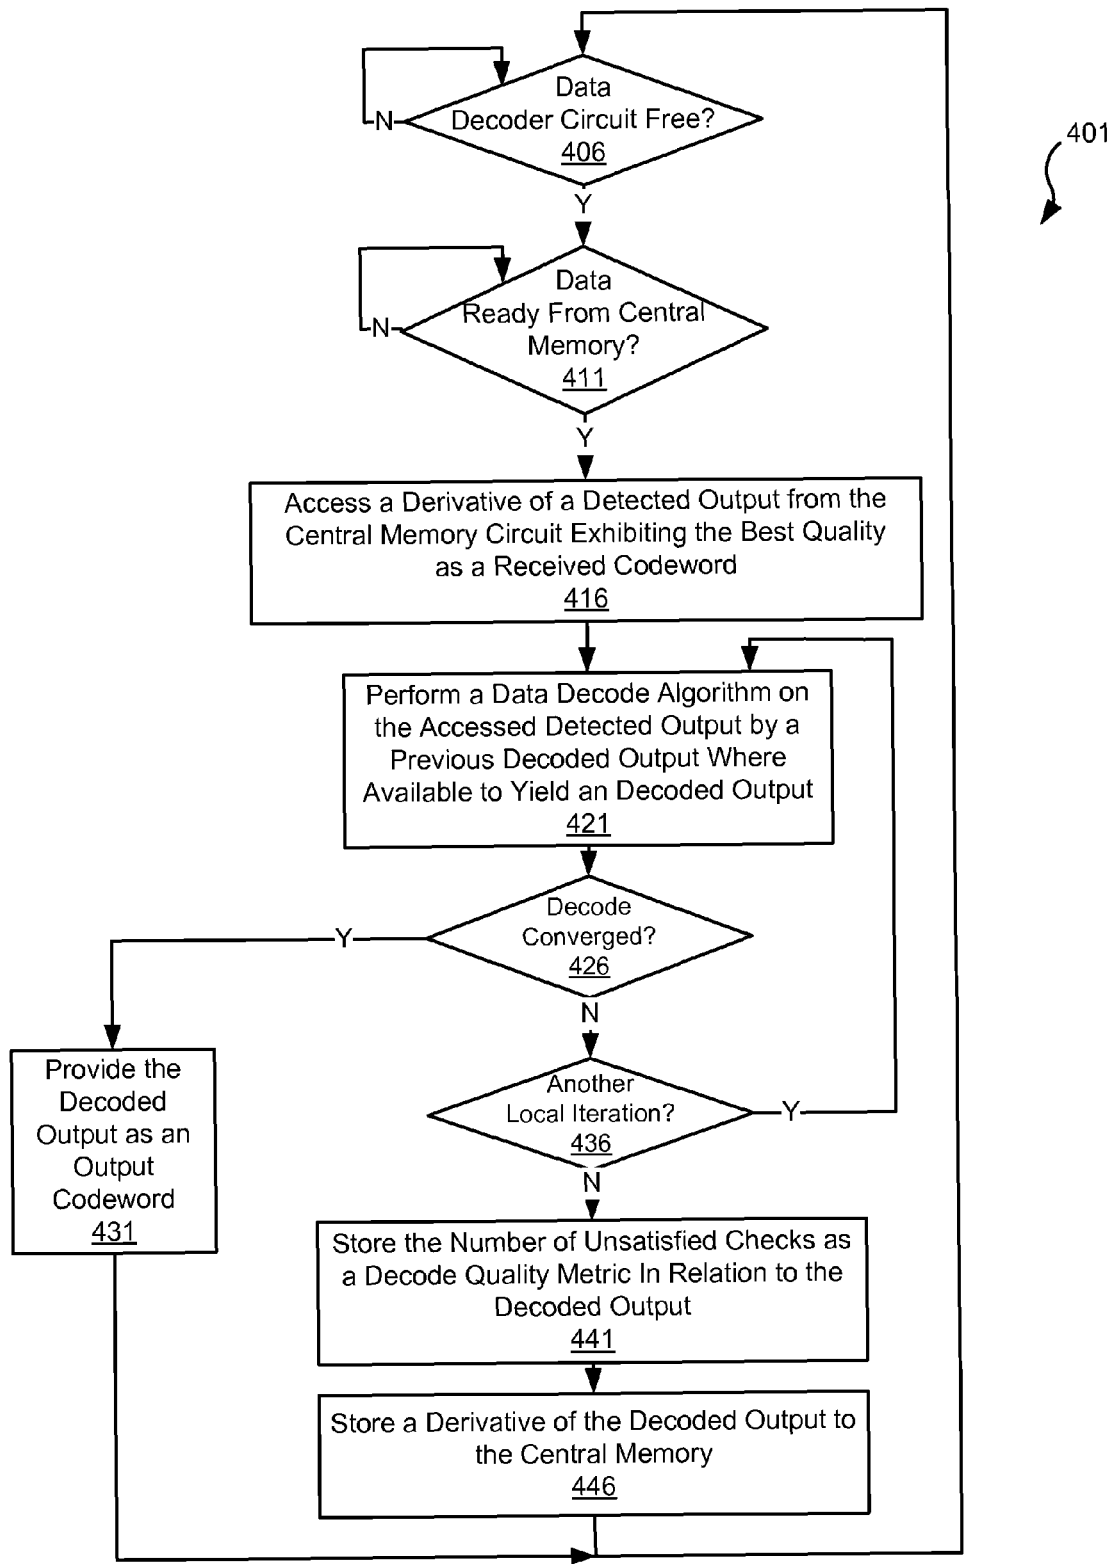 Data
Decoder Circuit Free?
406
N
401
Y
Data
Ready From Central
Memory?
411
N
Y
Access a Derivative of a Detected Output from the
Central Memory Circuit Exhibiting the Best Quality
as a Received Codeword
416
Perform a Data Decode Algorithm on
the Accessed Detected Output by a
Previous Decoded Output Where
Available to Yield an Decoded Output
421
Decode
Converged?
426
Y
N
Provide the
Decoded
Output as an
Output
Codeword
431
Another
Local Iteration?
436
Y
N
Store the Number of Unsatisfied Checks as
a Decode Quality Metric In Relation to the
Decoded Output
441
Store a Derivative of the Decoded Output to
the Central Memory
446